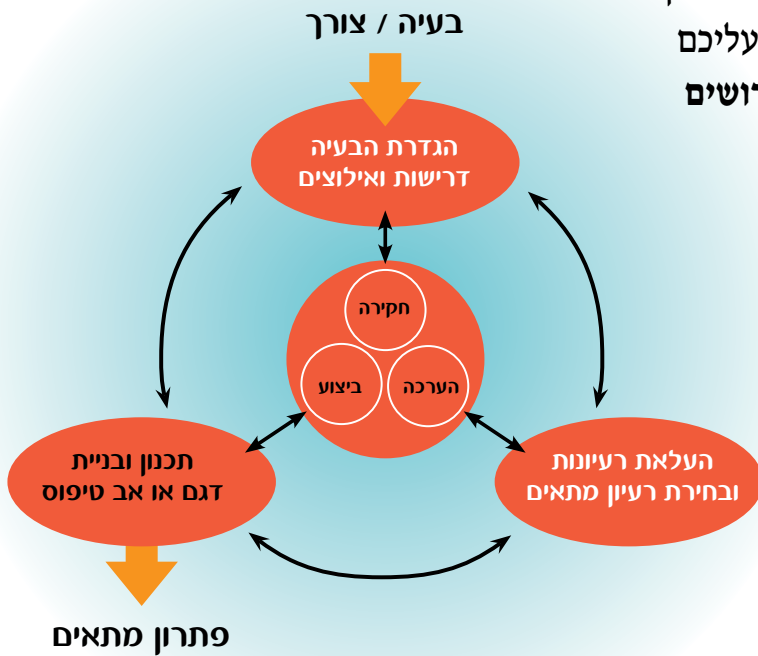 בעיה / צורך
עליכם
הגדרת הבעיה
דרישות ואילוצים
חקירה
הערכה
ביצוע
העלאת רעיונות
ובחירת רעיון מתאים
תכנון ובניית
דגם או אב טיפוס
פתרון מתאים